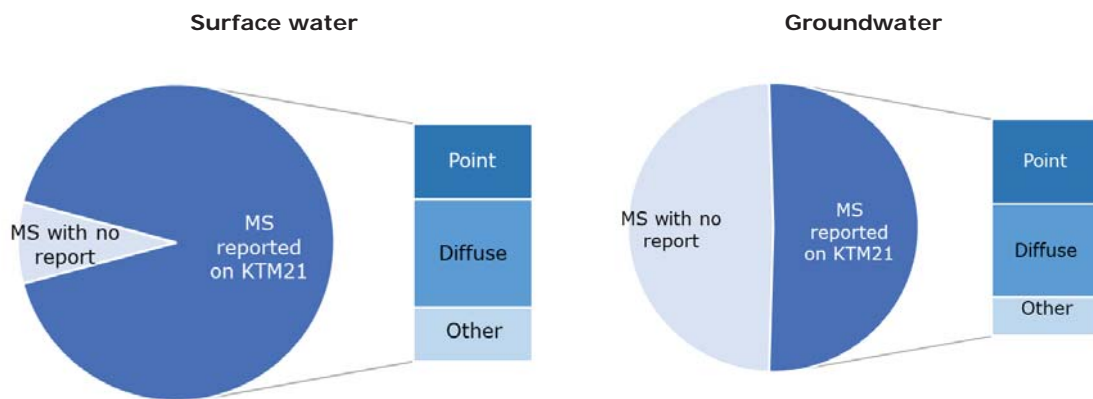 Surface water
Point
MS with no
report
MS
reported
on KTM21
Diffuse
Other
Groundwater
Point
MS with no
report
MS
reported
on KTM21
Diffuse
Other